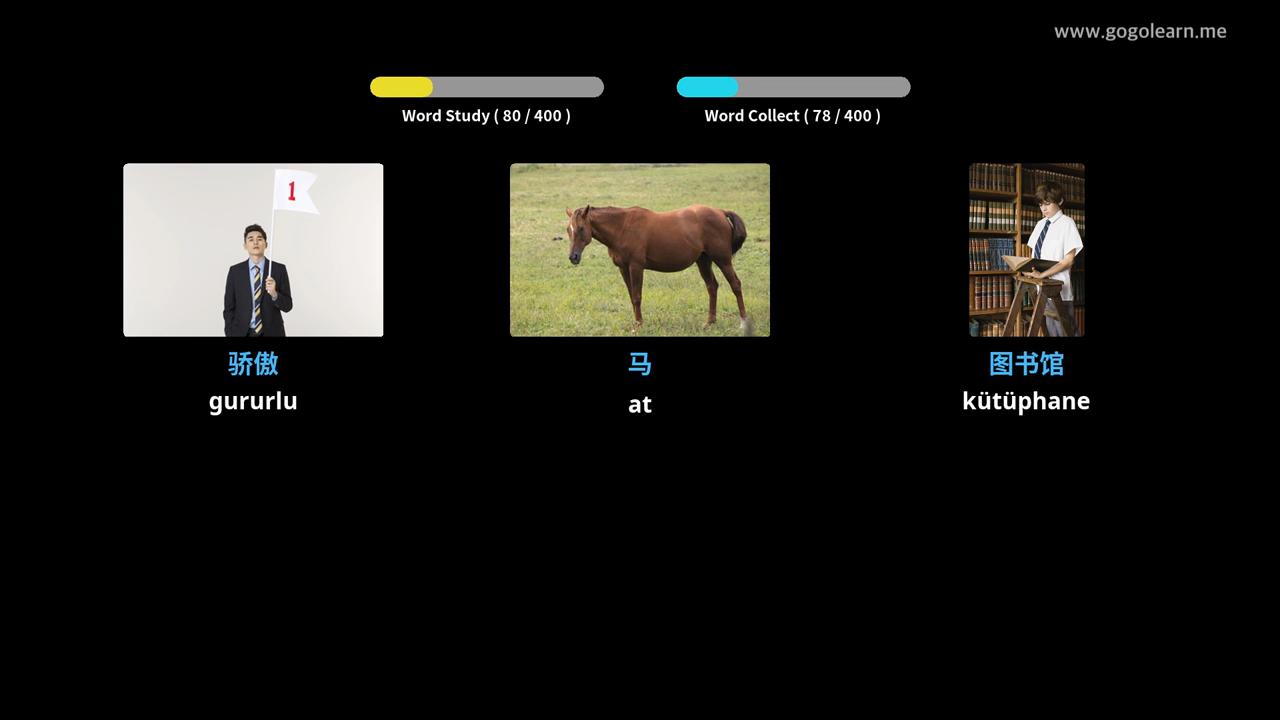 www.gogolearn.me
Word Study ( 80 / 400 )
Word Collect ( 78 / 400 )
1
骄傲
gururlu
马
at
图书馆
kütüphane